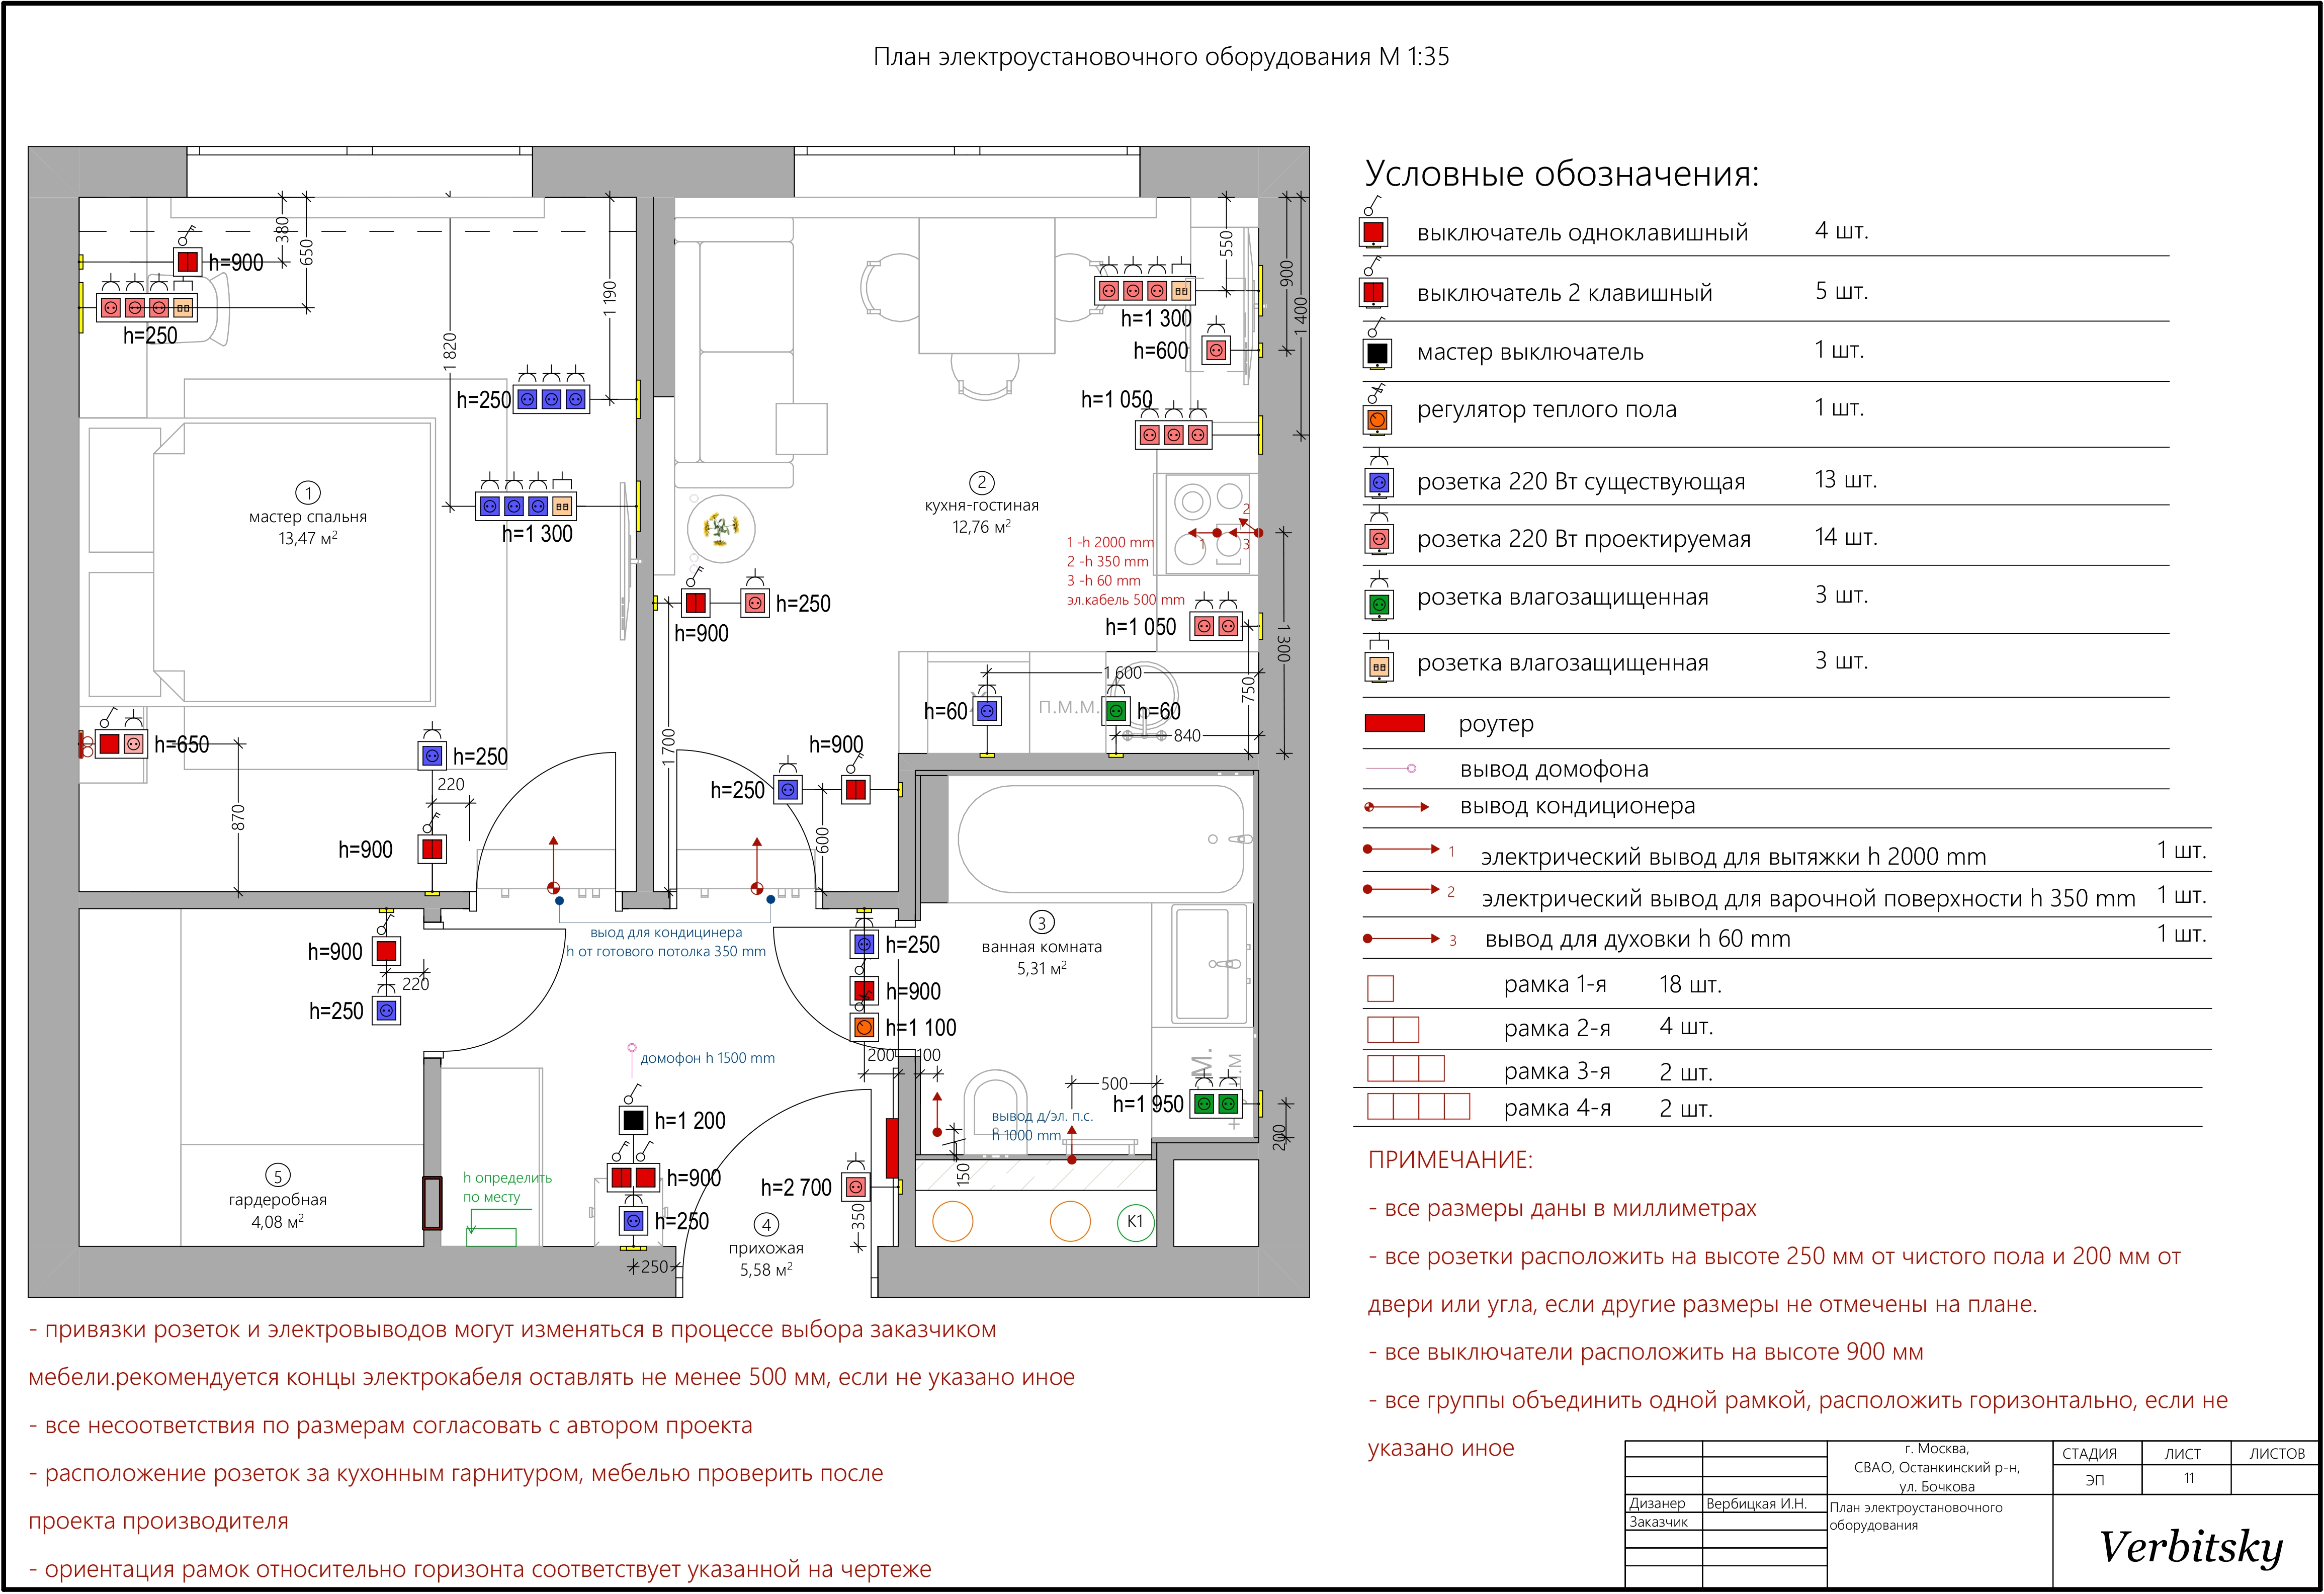 План электроустановочного оборудования М 1:35
380
650
h=900
h=250
1 820
1 190
h=250
h=1 300
1
мастер спальня
13,47 м²
h=650
870
h=250
220
h=900
550
900
1 400
h=1 300
h=600
h=1 050
2
кухня-гостиная
12,76 м²
1
2
3
1 -h 2000 mm
2 -h 350 mm
3 -h 60 mm
эл.кабель 500 mm
h=250
h=900
h=1 050
1 300
1 600
750
h=60
П.М.М.
h=60
840
1 700
h=900
h=250
600
выод для кондицинера
h от готового потолка 350 mm
h=900
220
h=250
h=250
h=900
h=1 100
200
100
3
ванная комната
5,31 м²
домофон h 1500 mm
500
h=1 950
200
вывод д/эл. п.с.
h 1000 mm
150
h=1 200
h=900
h=250
250
h=2 700
350
h определить
по месту
5
гардеробная
4,08 м²
4
прихожая
5,58 м²
К1
Условные обозначения:
выключатель одноклавишный 4 шт.
выключатель 2 клавишный 5 шт.
мастер выключатель 1 шт.
регулятор теплого пола 1 шт.
розетка 220 Вт существующая 13 шт.
розетка 220 Вт проектируемая 14 шт.
розетка влагозащищенная 3 шт.
розетка влагозащищенная 3 шт.
роутер
вывод домофона
вывод кондиционера
1 электрический вывод для вытяжки h 2000 mm 1 шт.
2 электрический вывод для варочной поверхности h 350 mm 1 шт.
3 вывод для духовки h 60 mm 1 шт.
рамка 1-я 18 шт.
рамка 2-я 4 шт.
рамка 3-я 2 шт.
рамка 4-я 2 шт.
ПРИМЕЧАНИЕ:
- все размеры даны в миллиметрах
- все розетки расположить на высоте 250 мм от чистого пола и 200 мм от
двери или угла, если другие размеры не отмечены на плане.
- все выключатели расположить на высоте 900 мм
- все группы объединить одной рамкой, расположить горизонтально, если не
указано иное
- привязки розеток и электровыводов могут изменяться в процессе выбора заказчиком
мебели.рекомендуется концы электрокабеля оставлять не менее 500 мм, если не указано иное
- все несоответствия по размерам согласовать с автором проекта
- расположение розеток за кухонным гарнитуром, мебелью проверить после
проекта производителя
- ориентация рамок относительно горизонта соответствует указанной на чертеже
г. Москва,
СВАО, Останкинский р-н,
ул. Бочкова
СТАДИЯ ЛИСТ ЛИСТОВ
ЭП 11
Дизанер Вербицкая И.Н.
Заказчик
План электроустановочного
оборудования
Verbitsky